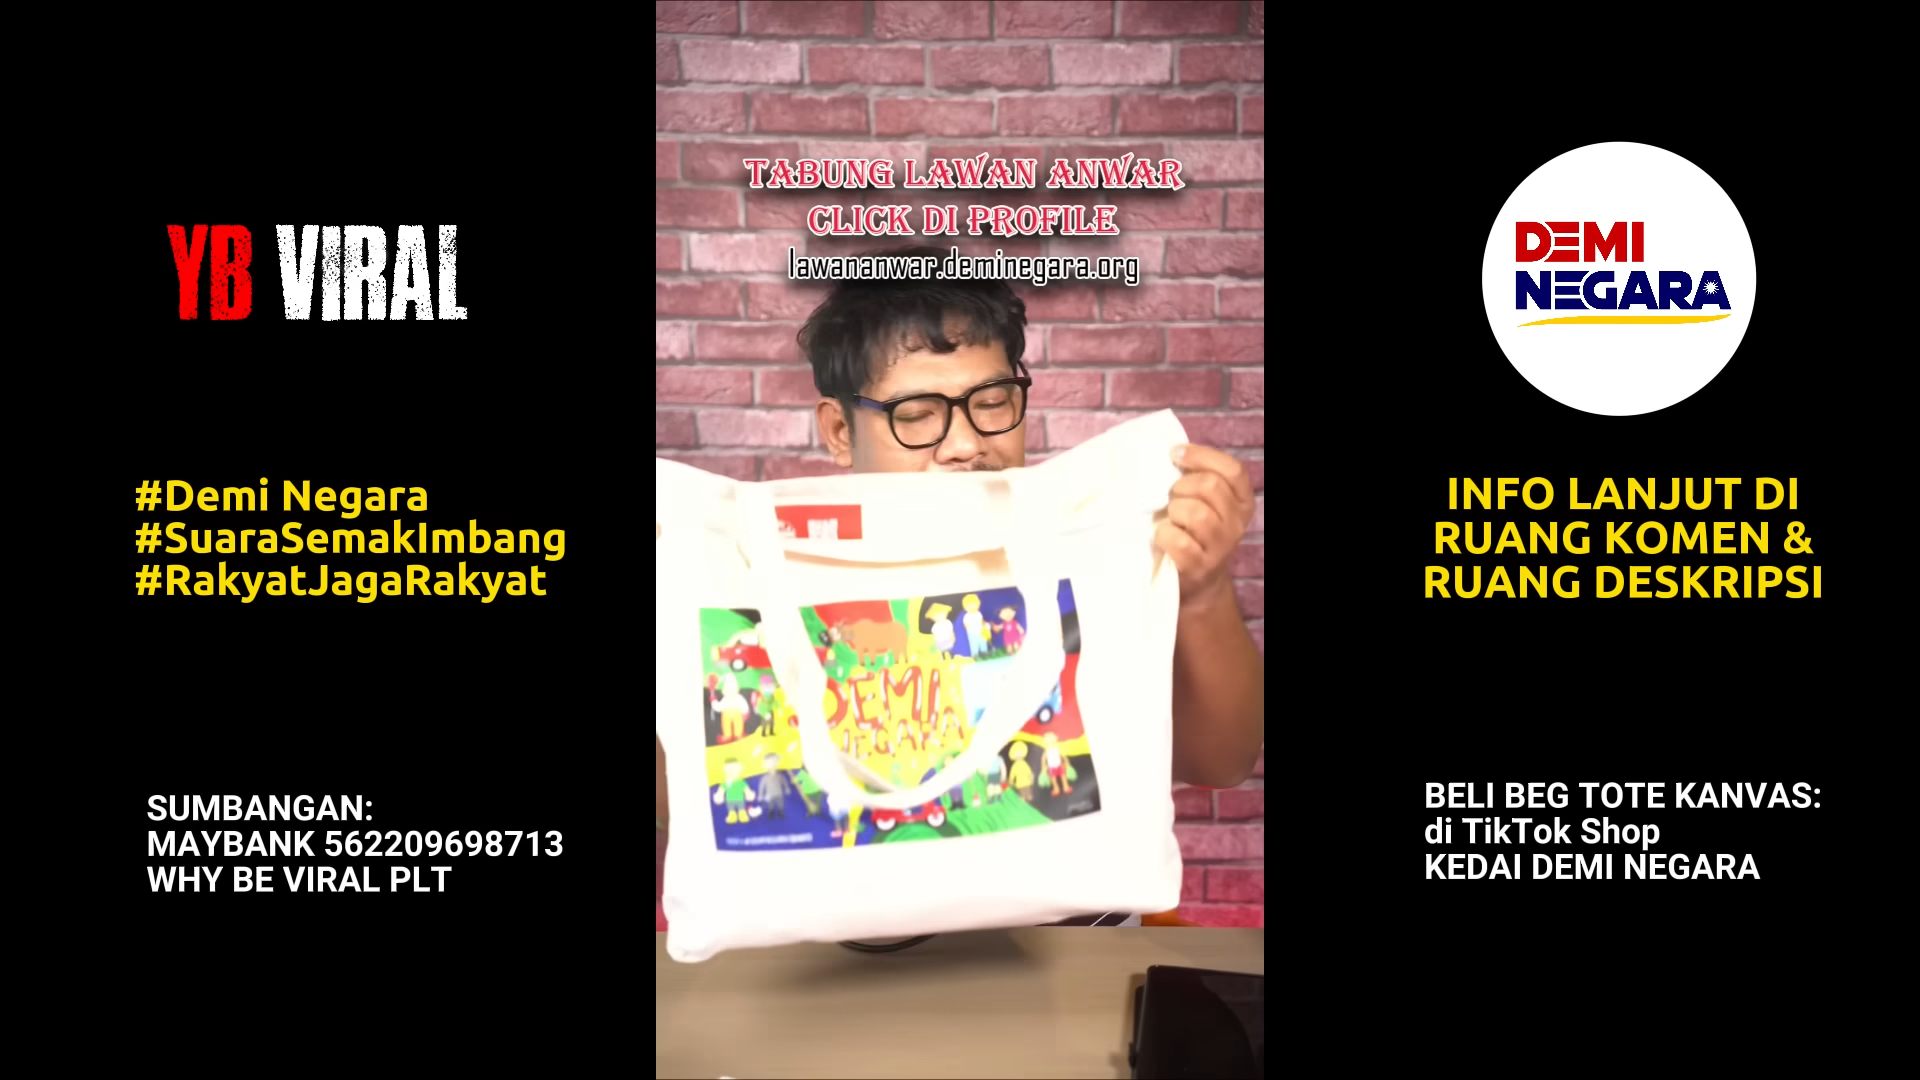 YB VIRAL
#Demi Negara
#SuaraSemakImbang
#RakyatJagaRakyat
SUMBANGAN:
MAYBANK 562209698713
WHY BE VIRAL PLT
TABUNG LAWAN ANWAR
CLICK DI PROFILE
lawananwar.deminegara.org
DEMI
NEGARA
DEMI
NEGARA
INFO LANJUT DI
RUANG KOMEN &
RUANG DESKRIPSI
BELI BEG TOTE KANVAS:
di TikTok Shop
KEDAI DEMI NEGARA